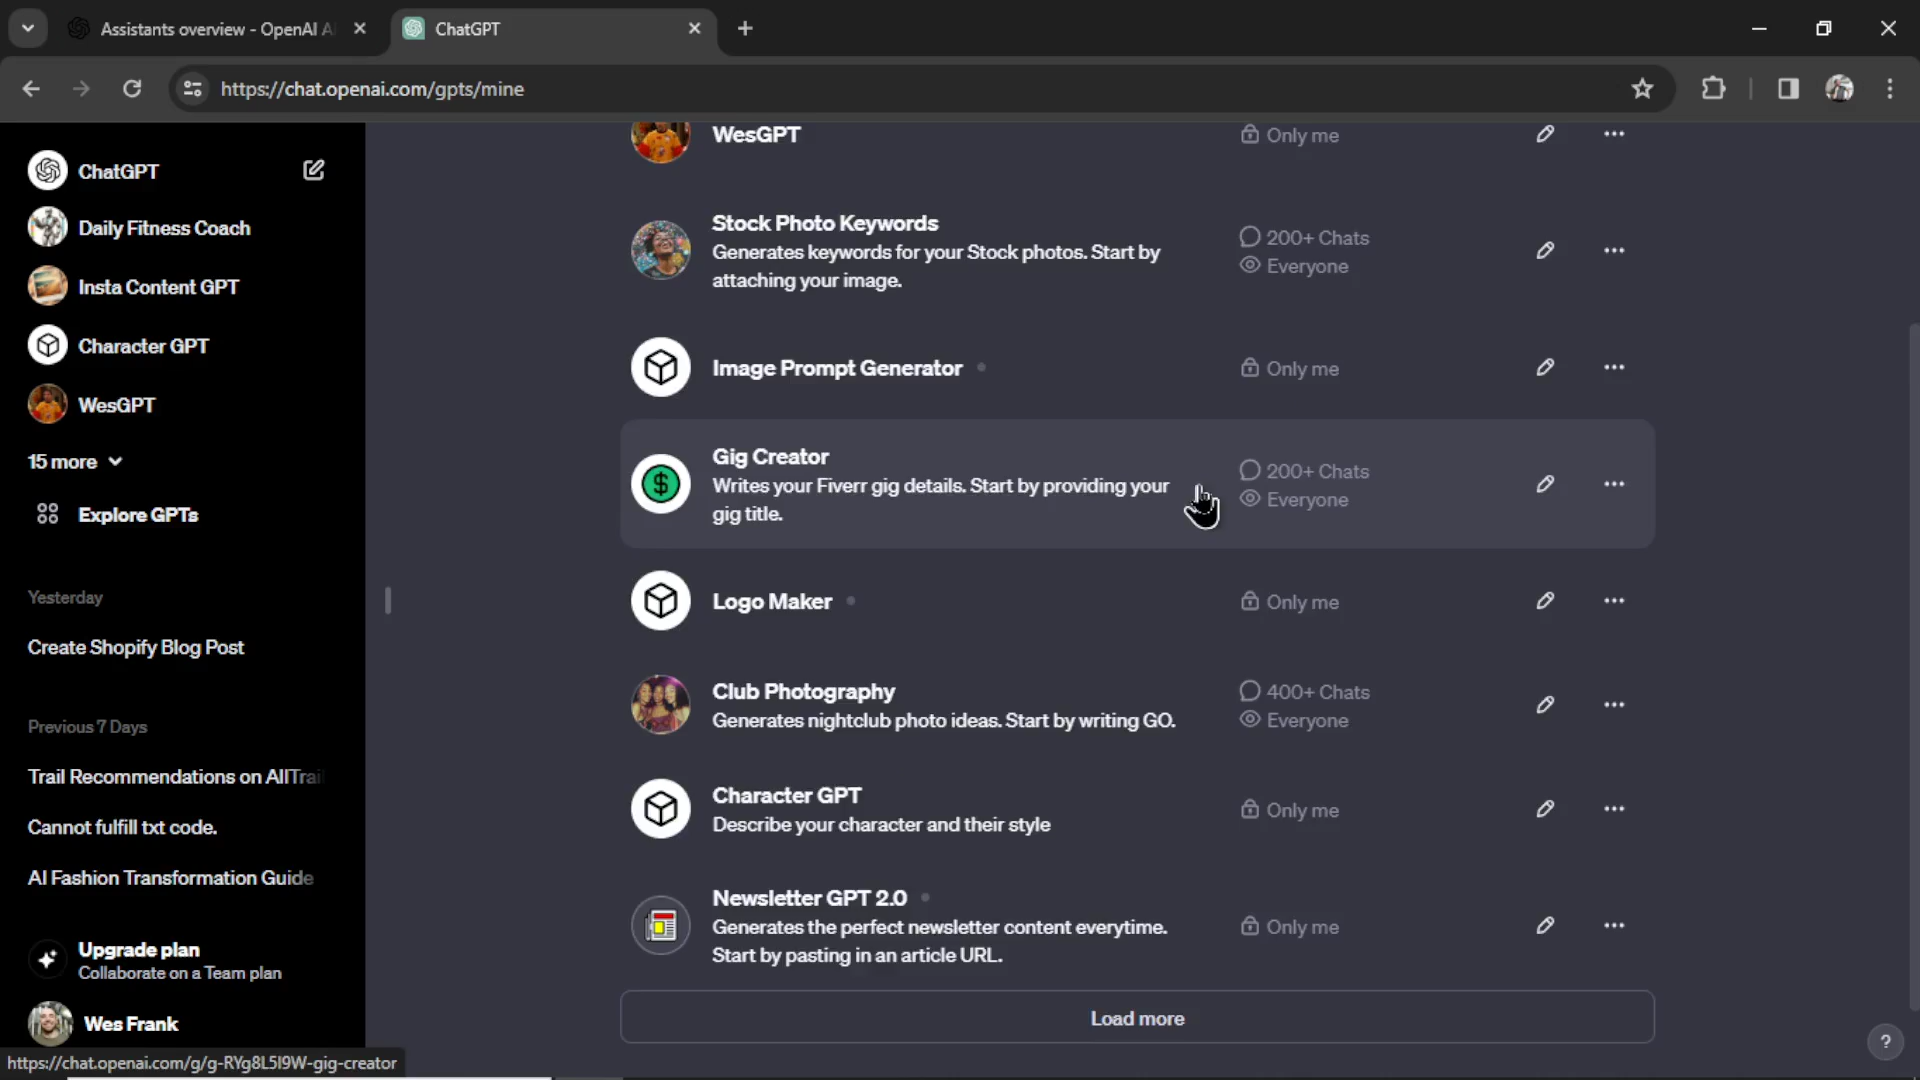 Assistants overview - OpenAI A
ChatGPT
https://chat.openai.com/gpts/mine
ChatGPT
Daily Fitness Coach
Insta Content GPT
Character GPT
WesGPT
15 more
Explore GPTs
Yesterday
Create Shopify Blog Post
Previous 7 Days
Trail Recommendations on AllTrai
Cannot fulfill txt code.
AI Fashion Transformation Guide
Upgrade plan
Collaborate on a Team plan
Wes Frank
https://chat.openai.com/g/g-RYg8L5I9W-gig-creator
WesGPT
Only me
Stock Photo Keywords
Generates keywords for your Stock photos. Start by
attaching your image.
200+ Chats
Everyone
Image Prompt Generator
Only me
$
Gig Creator
Writes your Fiverr gig details. Start by providing your
gig title.
200+ Chats
Everyone
Logo Maker
Only me
Club Photography
Generates nightclub photo ideas. Start by writing GO.
400+ Chats
Everyone
Character GPT
Describe your character and their style
Only me
Newsletter GPT 2.0
Generates the perfect newsletter content everytime.
Start by pasting in an article URL.
Only me
Load more
?